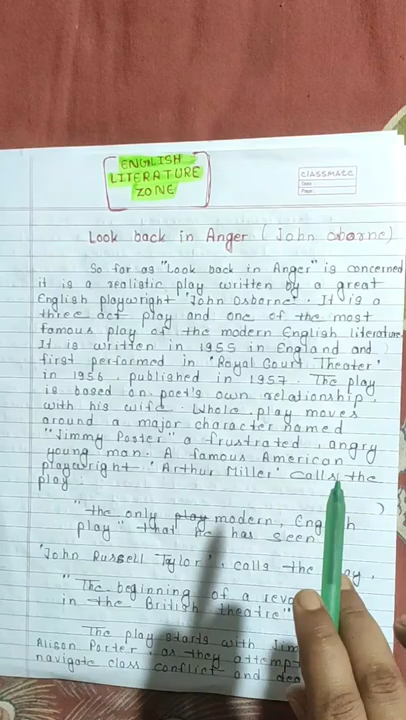 ENGLISH
LITERATURE
ZONE
CLASSMATE
Date :
Page :
Look back in Anger ( John osborne)
So far as "Look back in Anger" is concerned
it is a realistic play written by a great
English playwright 'John Osborne'. It is a
three act play and one of the most
famous play of the modern English literature
It is written in 1955 in England and
first performed in 'Royal Court Theater'
in 1956, published in 1957. The play
is based on poet's own relationship
with his wife. Whole play moves
around a major character named
"Jimmy Poster" a frustrated, angry
young man. A famous American
playwright 'Arthur Miller' calls the
play :
"the only play modern, English
play" that he has seen
'John Russell Taylor', calls the
"The beginning of a
in the British theatre"
The play starts with
Alison Porter, as they
navigate class conflict and